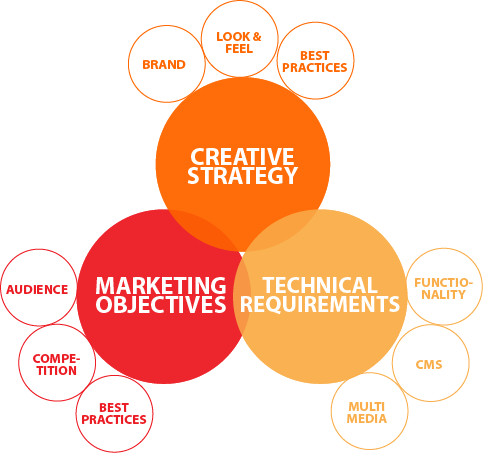 BRAND
LOOK &
FEEL
BEST
PRACTICES
CREATIVE
STRATEGY
MARKETING
OBJECTIVES
TECHNICAL
REQUIREMENTS
AUDIENCE
COMPE-
TITION
BEST
PRACTICES
FUNCTIO-
NALITY
CMS
MULTI
MEDIA